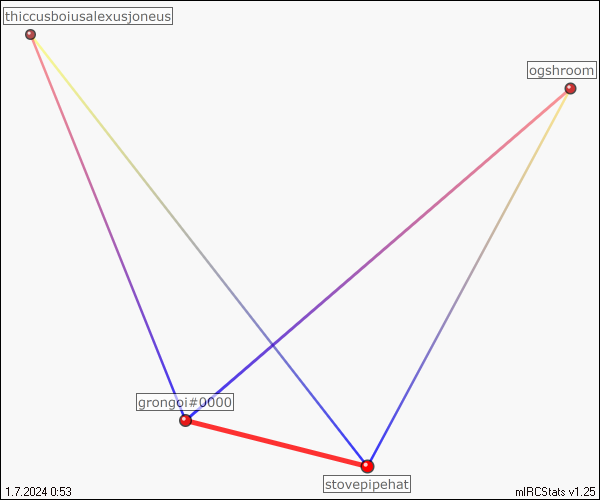 thiccusboiusalexusjoneus
ogshroom
grongoi#0000
stovepipehat
1.7.2024 0:53
mIRCStats v1.25